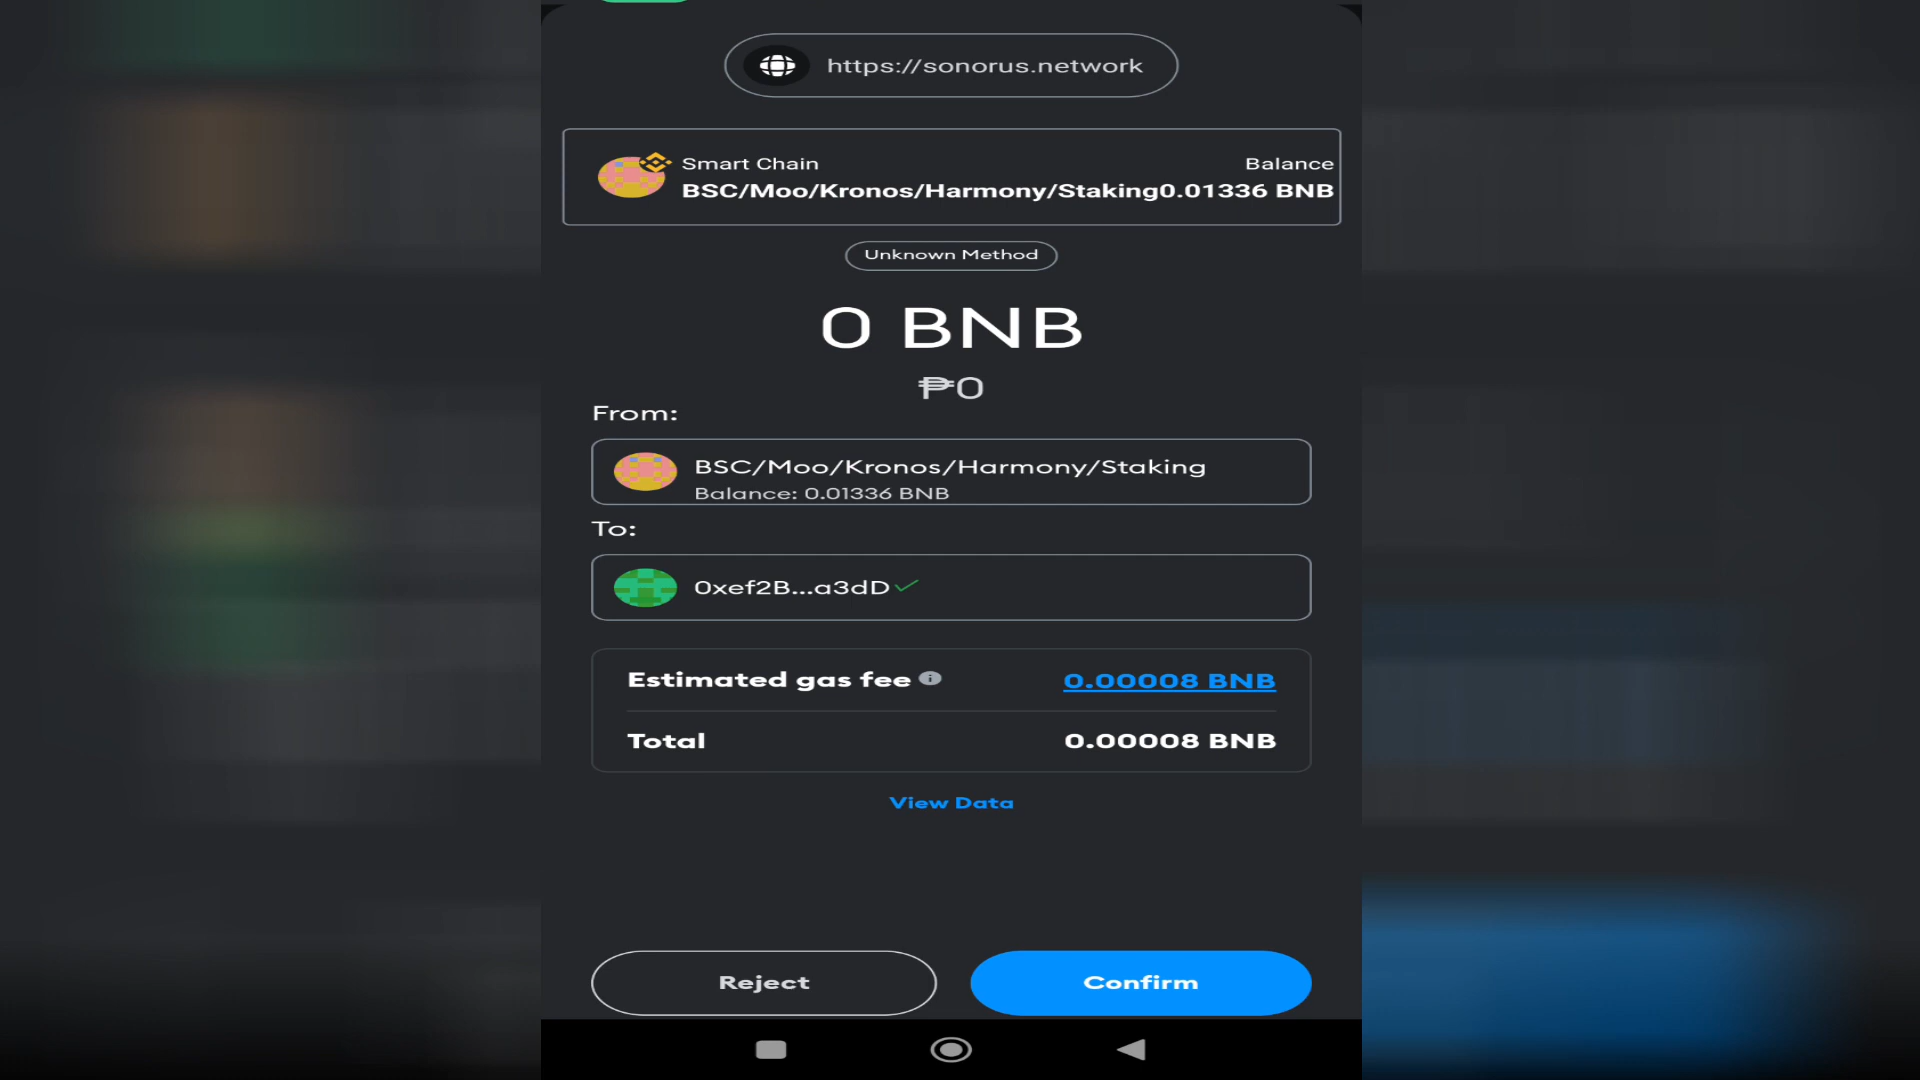 https://sonorus.network
Smart Chain Balance
BSC/Moo/Kronos/Harmony/Staking0.01336 BNB
Unknown Method
0 BNB
₱0
From:
BSC/Moo/Kronos/Harmony/Staking
Balance: 0.01336 BNB
To:
0xef2B...a3dD
Estimated gas fee 0.00008 BNB
Total 0.00008 BNB
View Data
Reject Confirm